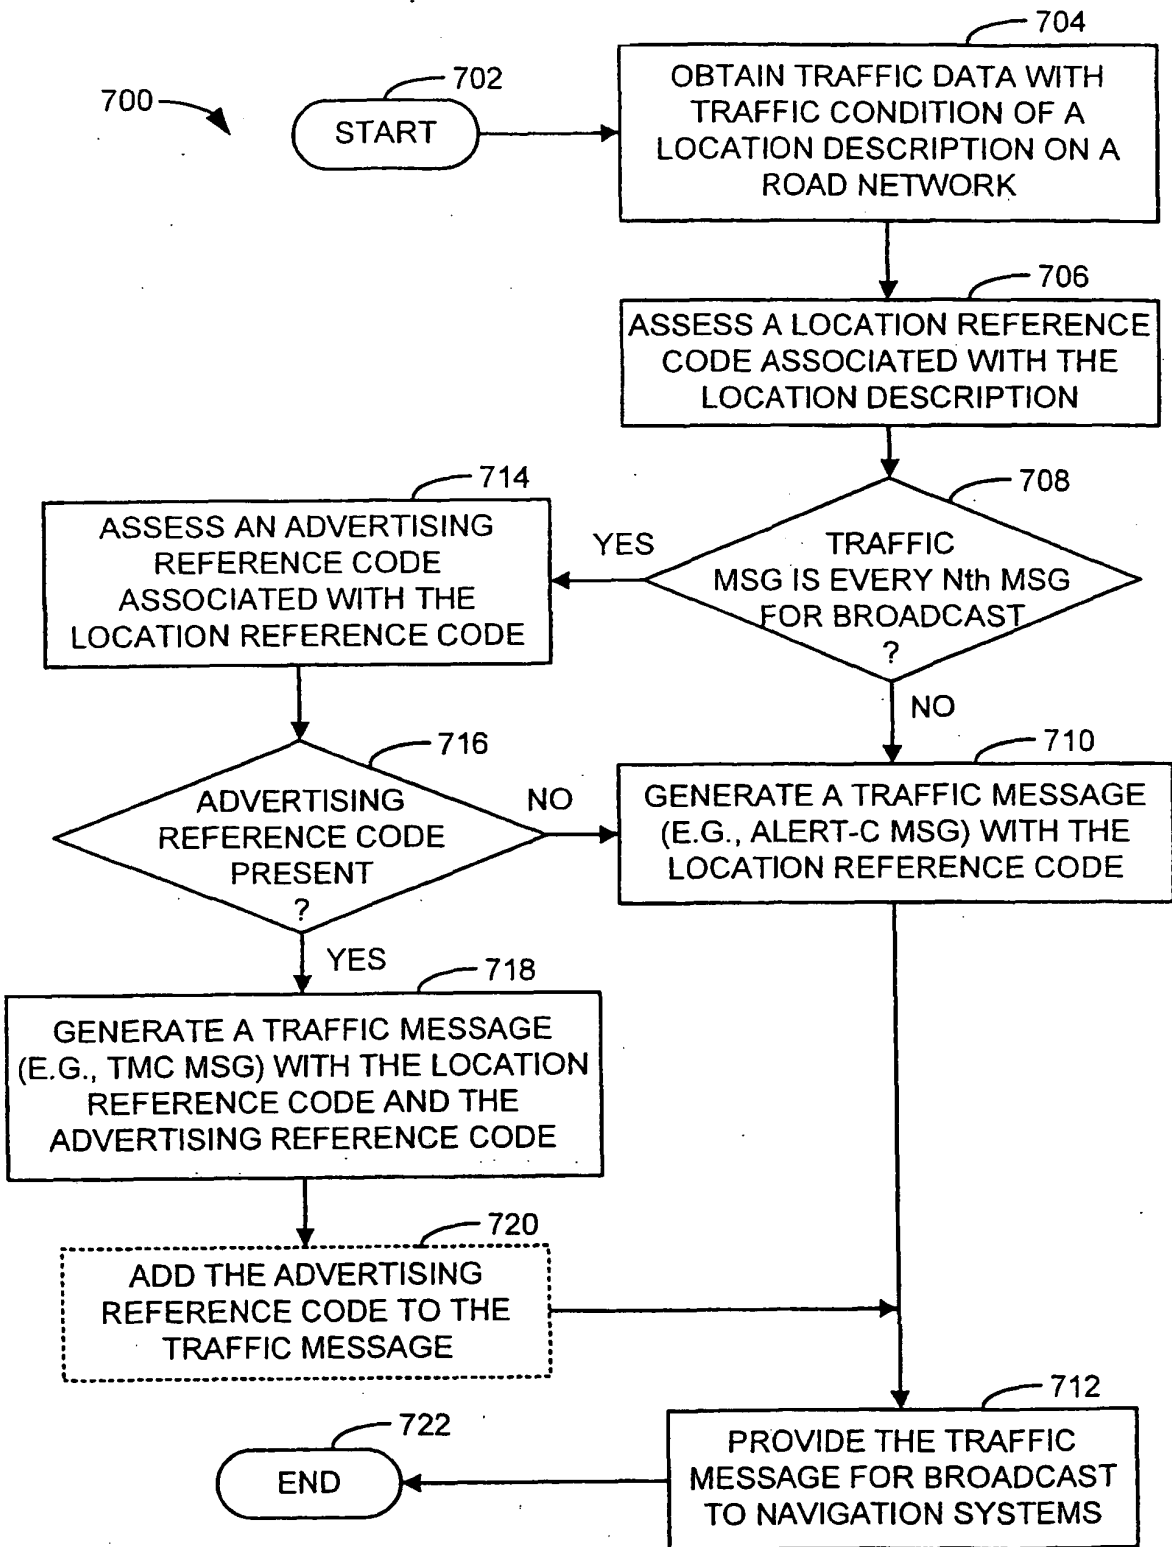 700
702
START
704
OBTAIN TRAFFIC DATA WITH
TRAFFIC CONDITION OF A
LOCATION DESCRIPTION ON A
ROAD NETWORK
706
ASSESS A LOCATION REFERENCE
CODE ASSOCIATED WITH THE
LOCATION DESCRIPTION
708
TRAFFIC
MSG IS EVERY Nth MSG
FOR BROADCAST
?
YES
NO
714
ASSESS AN ADVERTISING
REFERENCE CODE
ASSOCIATED WITH THE
LOCATION REFERENCE CODE
716
ADVERTISING
REFERENCE CODE
PRESENT
?
NO
YES
710
GENERATE A TRAFFIC MESSAGE
(E.G., ALERT-C MSG) WITH THE
LOCATION REFERENCE CODE
718
GENERATE A TRAFFIC MESSAGE
(E.G., TMC MSG) WITH THE LOCATION
REFERENCE CODE AND THE
ADVERTISING REFERENCE CODE
720
ADD THE ADVERTISING
REFERENCE CODE TO THE
TRAFFIC MESSAGE
712
PROVIDE THE TRAFFIC
MESSAGE FOR BROADCAST
TO NAVIGATION SYSTEMS
722
END